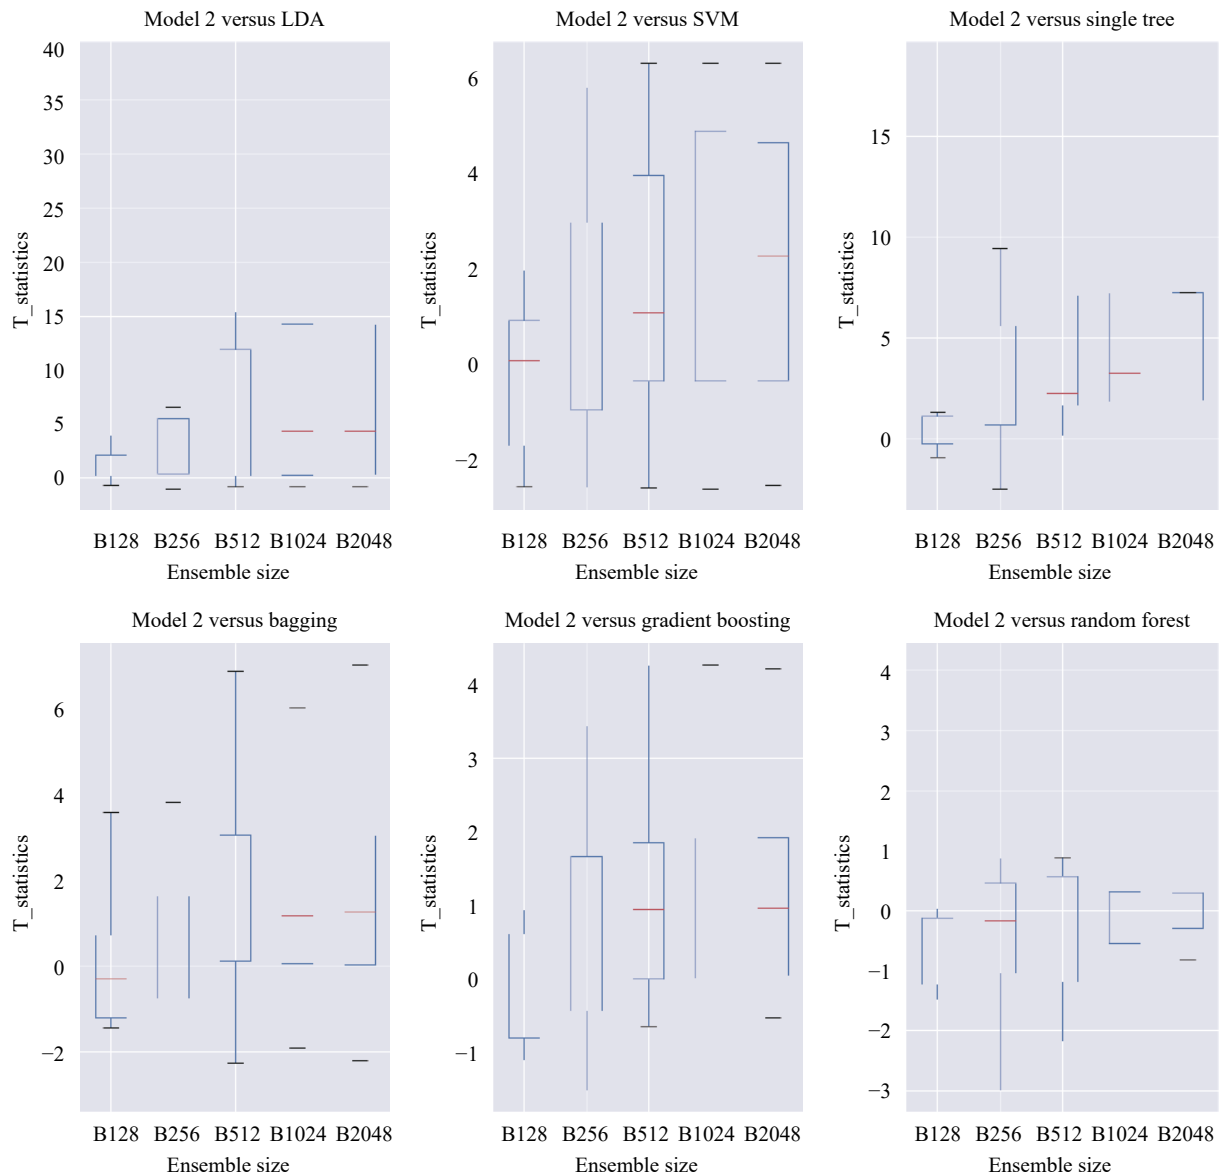 Model 2 versus LDA
Model 2 versus SVM
Model 2 versus single tree
T_statistics
40
35
30
25
20
15
10
5
0
B128 B256 B512 B1024 B2048
Ensemble size
T_statistics
6
4
2
0
−2
B128 B256 B512 B1024 B2048
Ensemble size
T_statistics
15
10
5
0
B128 B256 B512 B1024 B2048
Ensemble size
Model 2 versus bagging
Model 2 versus gradient boosting
Model 2 versus random forest
T_statistics
6
4
2
0
−2
B128 B256 B512 B1024 B2048
Ensemble size
T_statistics
4
3
2
1
0
−1
B128 B256 B512 B1024 B2048
Ensemble size
T_statistics
4
3
2
1
0
−1
−2
−3
B128 B256 B512 B1024 B2048
Ensemble size